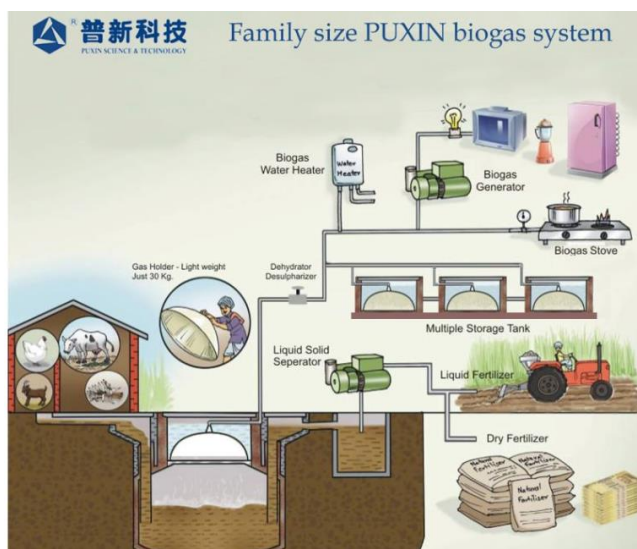 ® 普新科技
PUXIN SCIENCE & TECHNOLOGY
Family size PUXIN biogas system
Biogas
Water Heater
Water
Heater
Biogas
Generator
Biogas Stove
Gas Holder - Light weight
Just 30 Kg.
Dehydrator
Desulpharizer
Multiple Storage Tank
Liquid Solid
Seperator
Liquid Fertilizer
Dry Fertilizer
Natural
Fertilizer
Natural
Fertilizer
Natural
Fertilizer